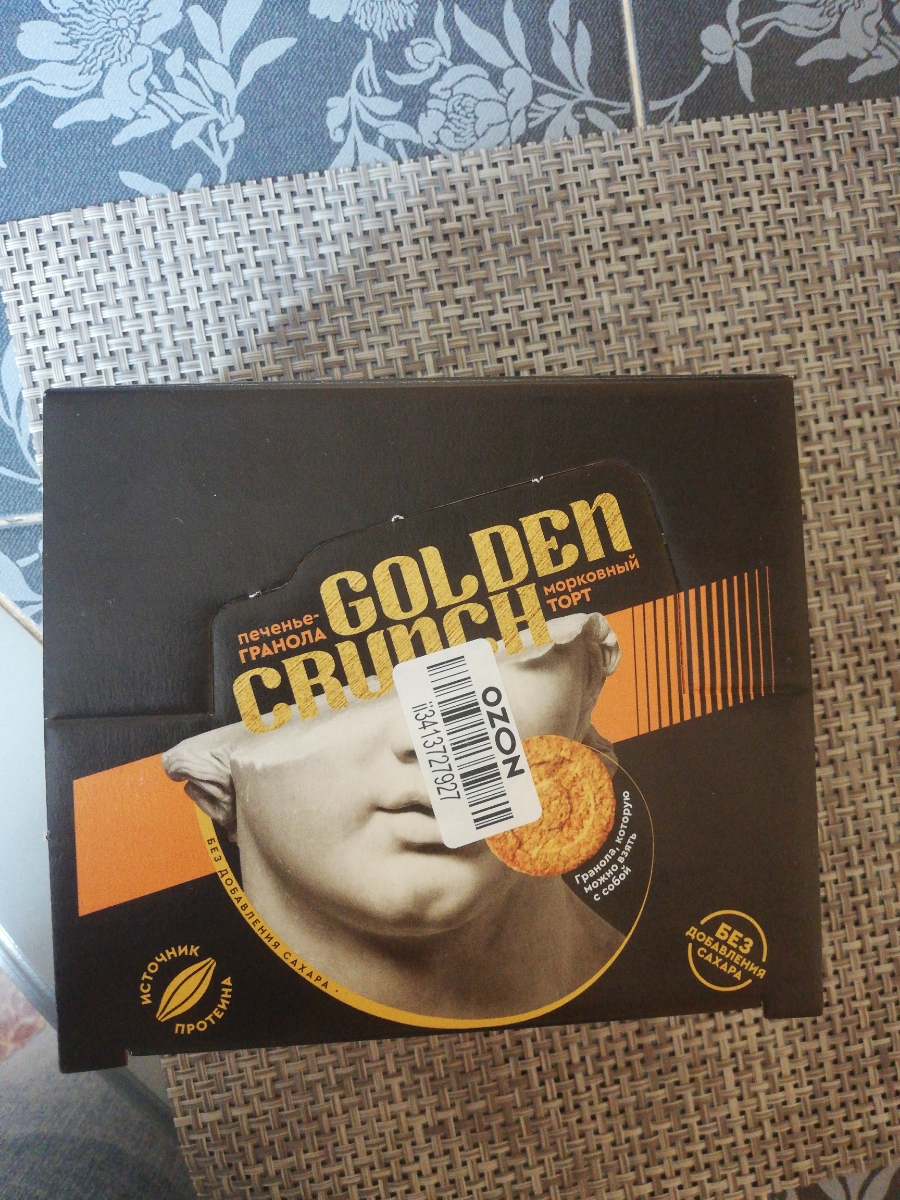 GOLDEN
CRUNCH
печенье-
ГРАНОЛА
морковный
ТОРТ
OZON
ii3413727927
Гранола, которую
можно взять
с собой
БЕЗ ДОБАВЛЕНИЯ САХАРА •
ИСТОЧНИК
ПРОТЕИНА
БЕЗ
ДОБАВЛЕНИЯ
САХАРА